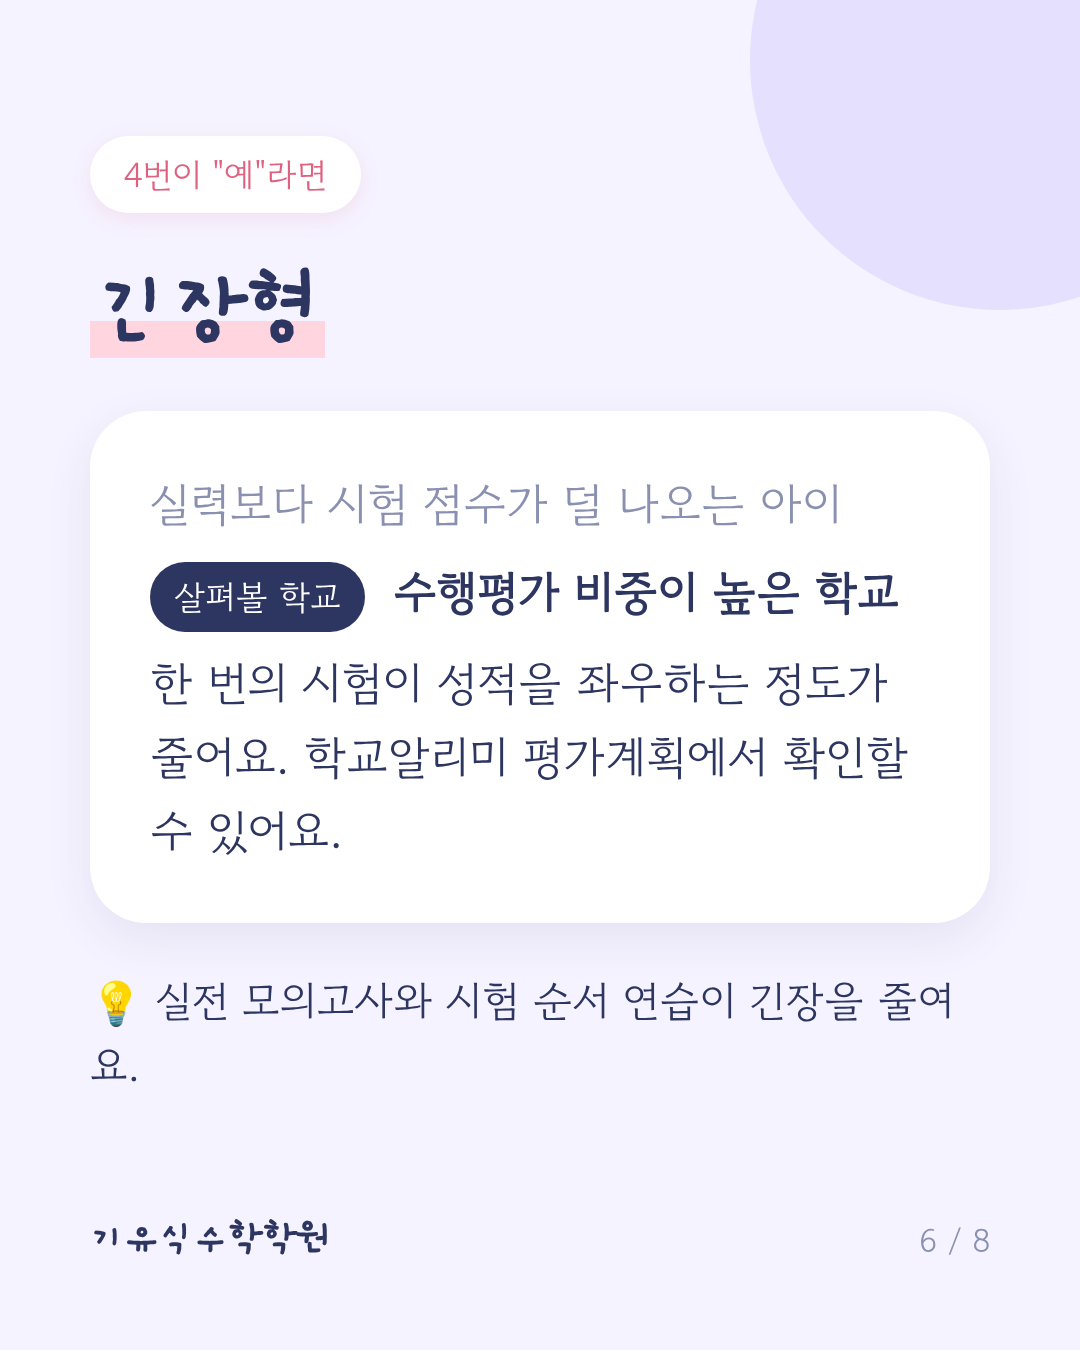 4번이 "예"라면
긴장형
실력보다 시험 점수가 덜 나오는 아이
살펴볼 학교 수행평가 비중이 높은 학교
한 번의 시험이 성적을 좌우하는 정도가
줄어요. 학교알리미 평가계획에서 확인할
수 있어요.
💡 실전 모의고사와 시험 순서 연습이 긴장을 줄여
요.
기유식수학학원
6 / 8